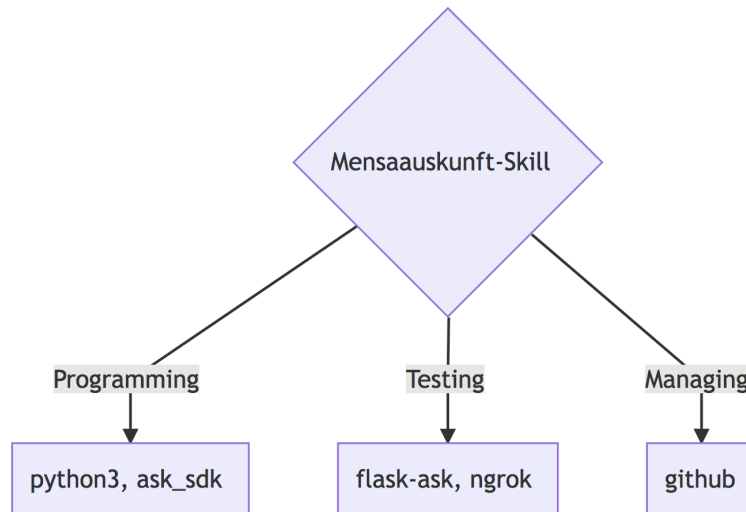 Mensaauskunft-Skill
Programming
Testing
Managing
python3, ask_sdk
flask-ask, ngrok
github